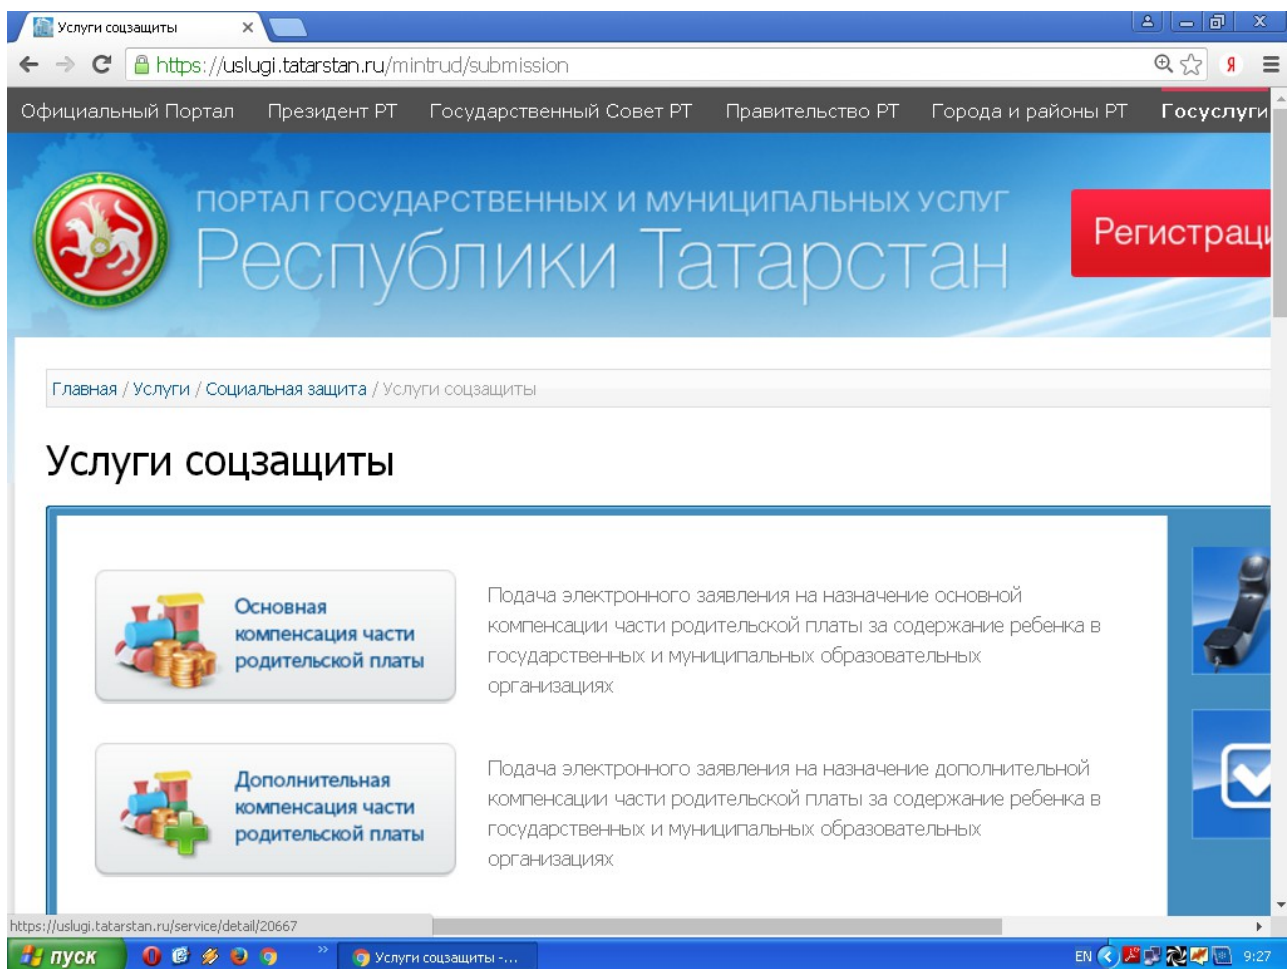 Услуги соцзащиты
https://uslugi.tatarstan.ru/mintrud/submission
Я
Официальный Портал Президент РТ Государственный Совет РТ Правительство РТ Города и районы РТ Госуслуги
ПОРТАЛ ГОСУДАРСТВЕННЫХ И МУНИЦИПАЛЬНЫХ УСЛУГ
Республики Татарстан
Регистраци
ТАТАРСТАН
Главная / Услуги / Социальная защита / Услуги соцзащиты
Услуги соцзащиты
Основная
компенсация части
родительской платы
Подача электронного заявления на назначение основной
компенсации части родительской платы за содержание ребенка в
государственных и муниципальных образовательных
организациях
Дополнительная
компенсация части
родительской платы
Подача электронного заявления на назначение дополнительной
компенсации части родительской платы за содержание ребенка в
государственных и муниципальных образовательных
организациях
https://uslugi.tatarstan.ru/service/detail/20667
пуск
Услуги соцзащиты -...
EN
9:27